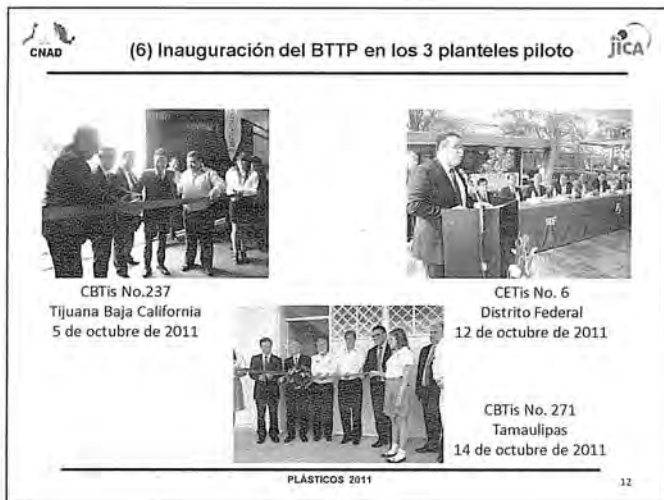 CNAD
(6) Inauguración del BTTP en los 3 planteles piloto
jICA
CBTis No.237
Tijuana Baja California
5 de octubre de 2011
CETis No. 6
Distrito Federal
12 de octubre de 2011
CBTis No. 271
Tamaulipas
14 de octubre de 2011
PLÁSTICOS 2011
12